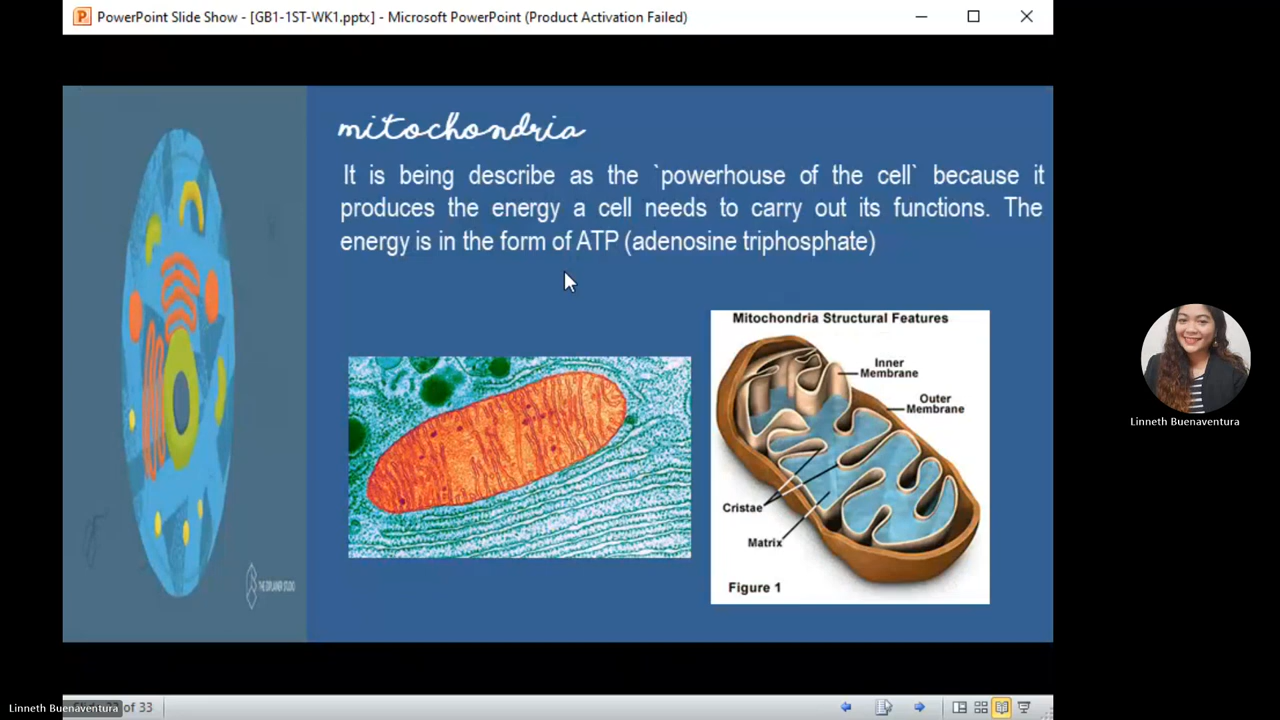 PowerPoint Slide Show - [GB1-1ST-WK1.pptx] - Microsoft PowerPoint (Product Activation Failed)
mitochondria
It is being describe as the `powerhouse of the cell` because it
produces the energy a cell needs to carry out its functions. The
energy is in the form of ATP (adenosine triphosphate)
Mitochondria Structural Features
Inner
Membrane
Outer
Membrane
Cristae
Matrix
Figure 1
Linneth Buenaventura
Linneth Buenaventura
of 33